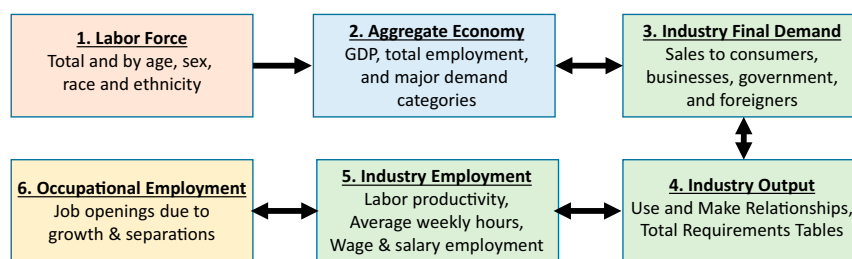 1. Labor Force
Total and by age, sex,
race and ethnicity
2. Aggregate Economy
GDP, total employment,
and major demand
categories
3. Industry Final Demand
Sales to consumers,
businesses, government,
and foreigners
6. Occupational Employment
Job openings due to
growth & separations
5. Industry Employment
Labor productivity,
Average weekly hours,
Wage & salary employment
4. Industry Output
Use and Make Relationships,
Total Requirements Tables